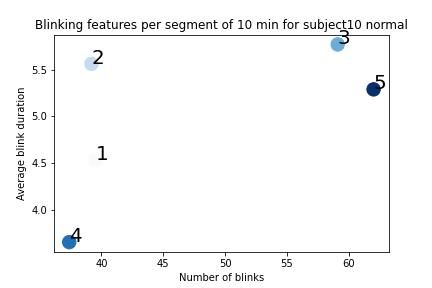 Blinking features per segment of 10 min for subject10 normal
3
2
5.5
5
5.0
Average blink duration
1
4.5
4.0
4
40 45 50 55 60
Number of blinks